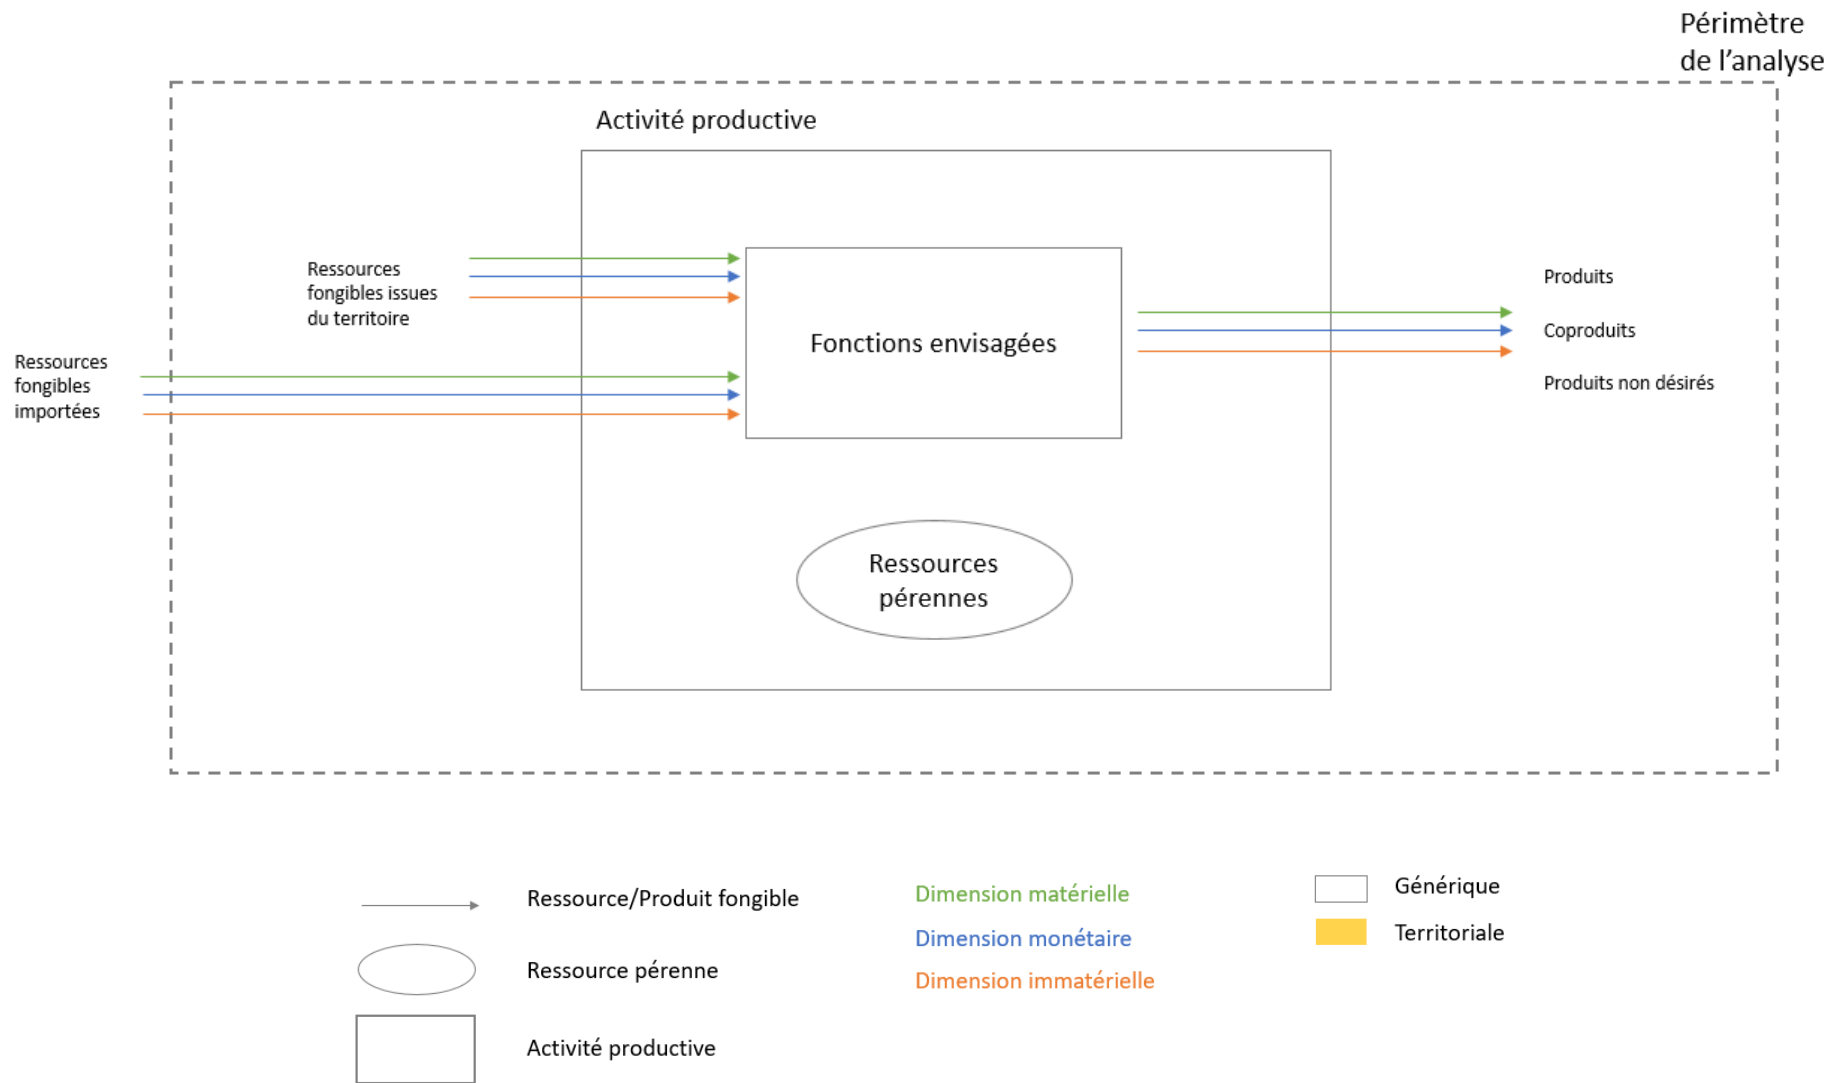 Périmètre
de l’analyse
Activité productive
Ressources
fongibles issues
du territoire
Ressources
fongibles
importées
Fonctions envisagées
Produits
Coproduits
Produits non désirés
Ressources
pérennes
Ressource/Produit fongible
Ressource pérenne
Activité productive
Dimension matérielle
Dimension monétaire
Dimension immatérielle
Générique
Territoriale